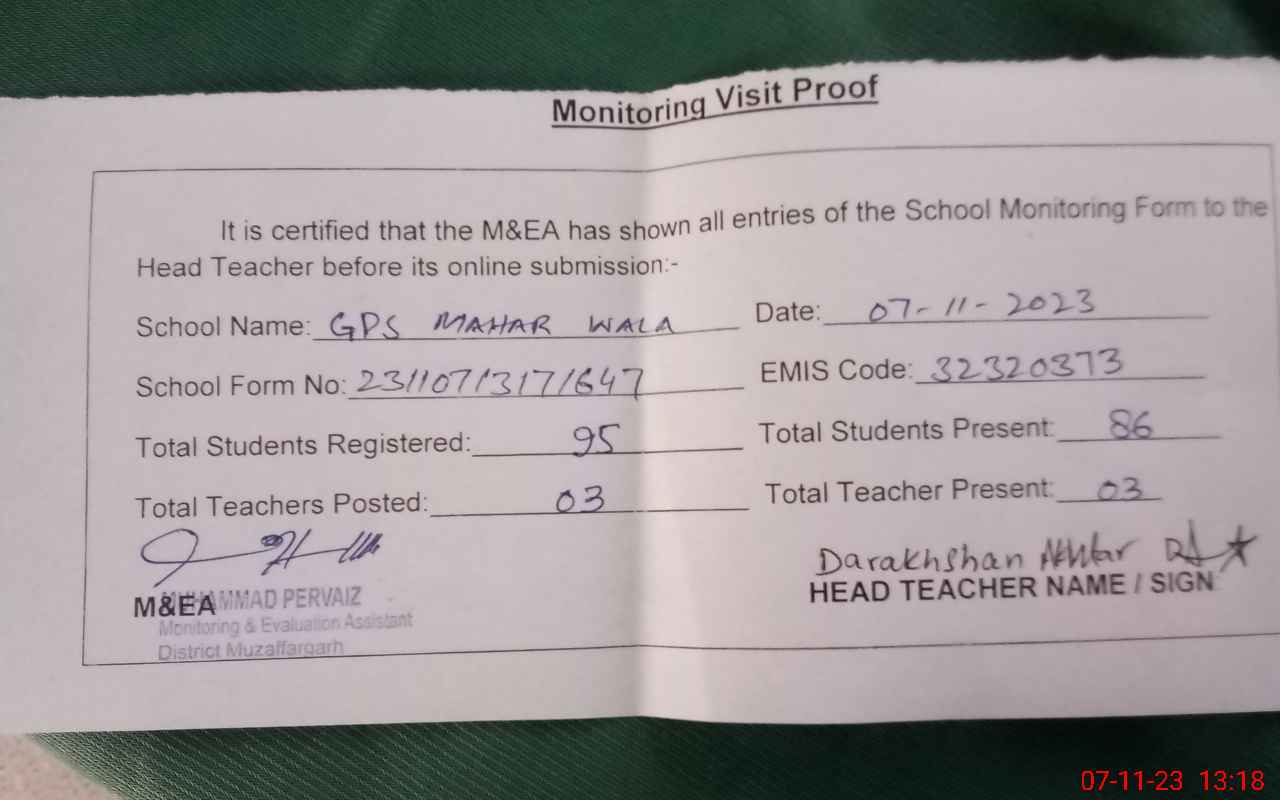 Monitoring Visit Proof
It is certified that the M&EA has shown all entries of the School Monitoring Form to the
Head Teacher before its online submission:-
School Name: GPS MAHAR WALA Date: 07-11-2023
School Form No: 23110713171647 EMIS Code: 32320373
Total Students Registered: 95 Total Students Present: 86
Total Teachers Posted: 03 Total Teacher Present: 03
Darakhshan Akhtar
M&EA MUHAMMAD PERVAIZ HEAD TEACHER NAME / SIGN
Monitoring & Evaluation Assistant
District Muzaffargarh
07-11-23 13:18